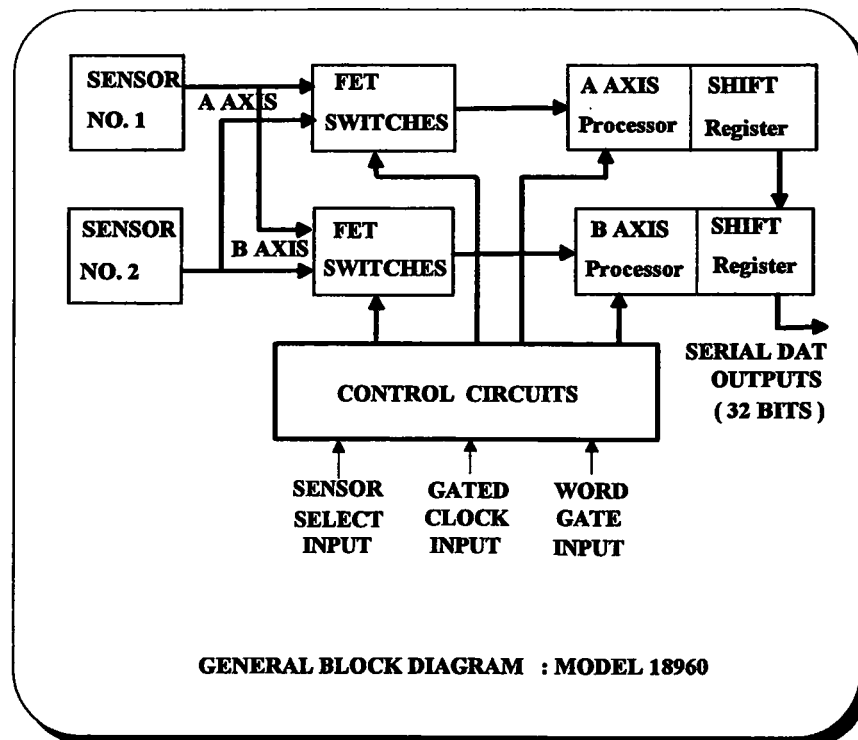 SENSOR
NO. 1
A AXIS
FET
SWITCHES
A AXIS
Processor
SHIFT
Register
SENSOR
NO. 2
B AXIS
FET
SWITCHES
B AXIS
Processor
SHIFT
Register
SERIAL DAT
OUTPUTS
( 32 BITS )
CONTROL CIRCUITS
SENSOR
SELECT
INPUT
GATED
CLOCK
INPUT
WORD
GATE
INPUT
GENERAL BLOCK DIAGRAM : MODEL 18960